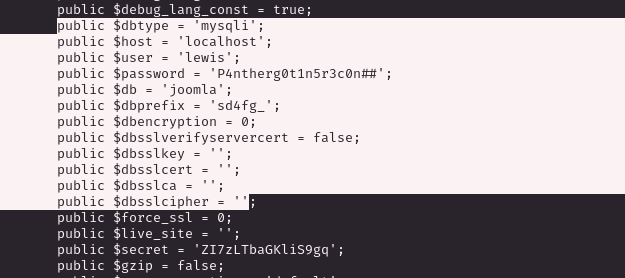 public $debug_lang_const = true;
public $dbtype = 'mysqli';
public $host = 'localhost';
public $user = 'lewis';
public $password = 'P4ntherg0t1n5r3c0n##';
public $db = 'joomla';
public $dbprefix = 'sd4fg_';
public $dbencryption = 0;
public $dbsslverifyservercert = false;
public $dbsslkey = '';
public $dbsslcert = '';
public $dbsslca = '';
public $dbsslcipher = '';
public $force_ssl = 0;
public $live_site = '';
public $secret = 'ZI7zLTbaGKliS9gq';
public $gzip = false;